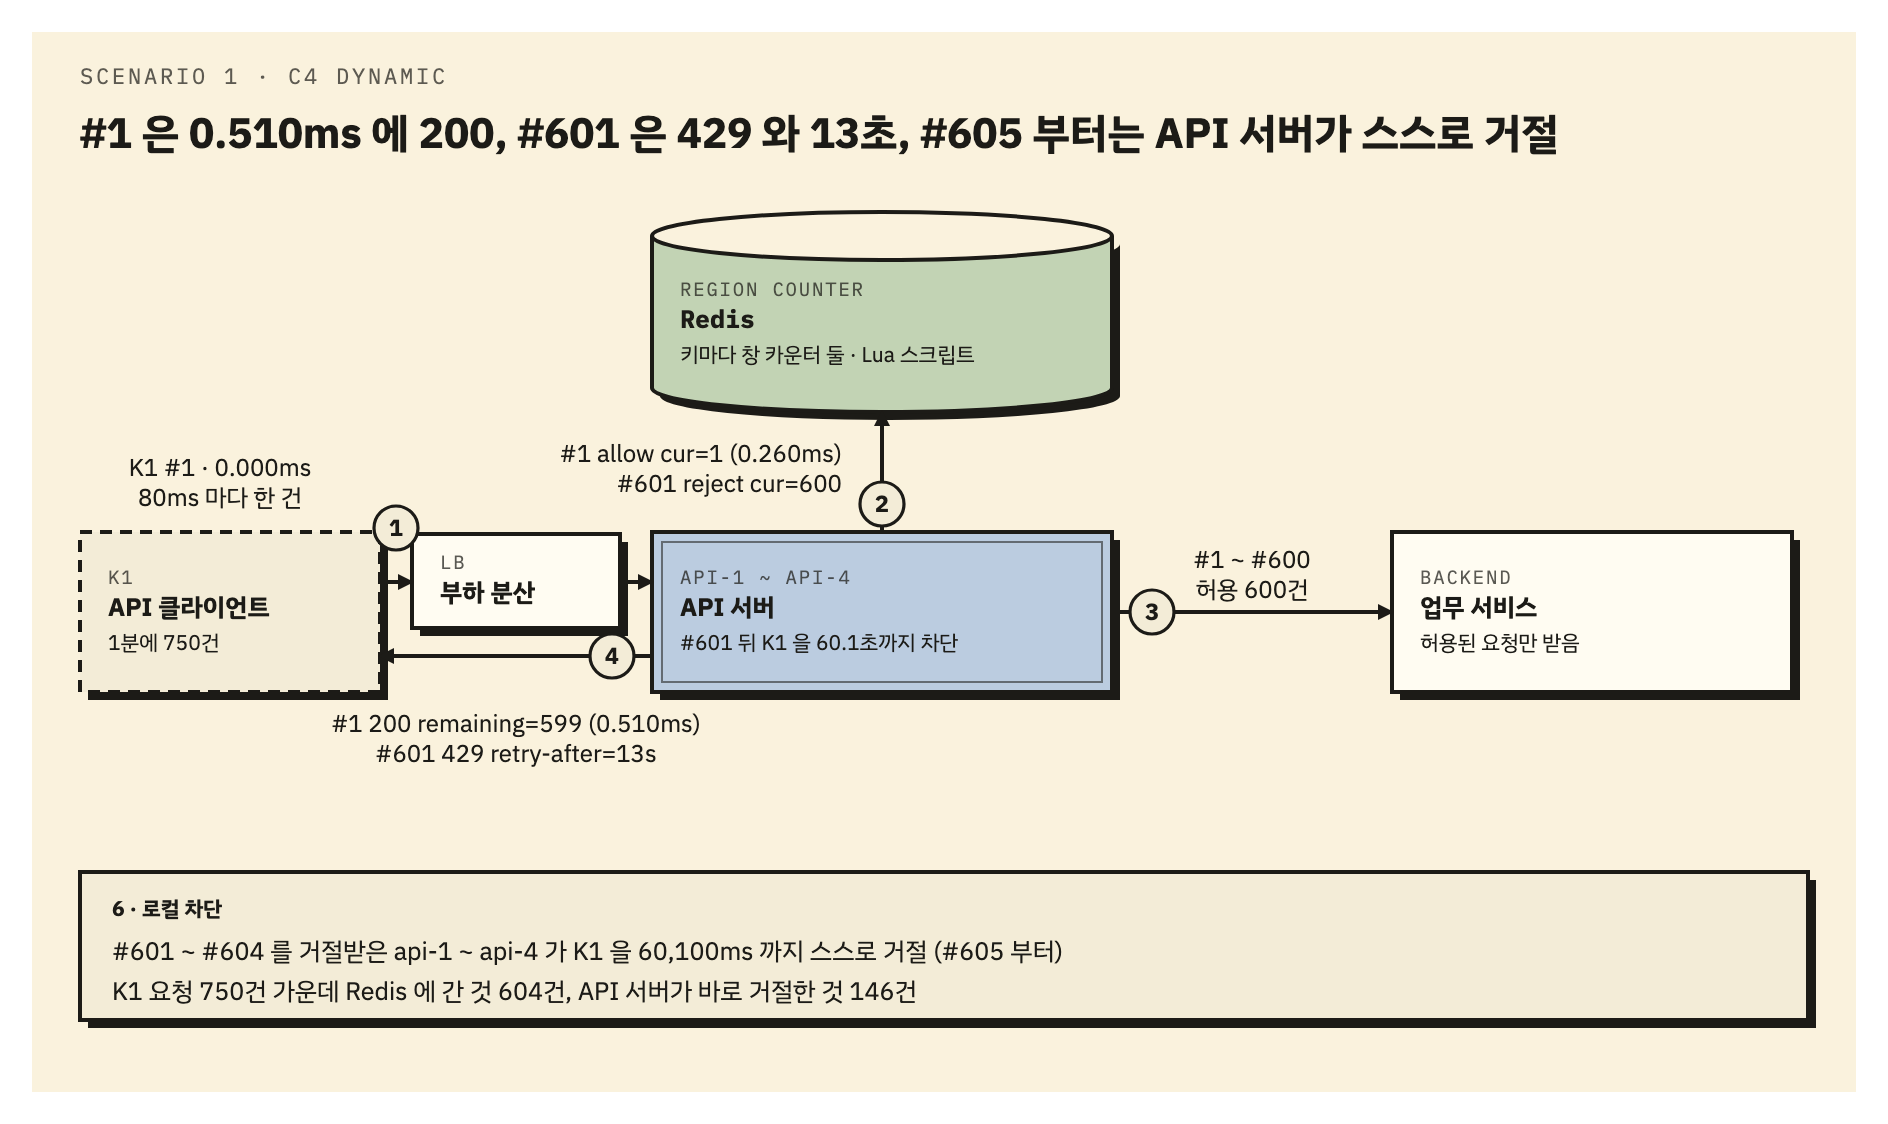 SCENARIO 1 · C4 DYNAMIC
#1 은 0.510ms 에 200, #601 은 429 와 13초, #605 부터는 API 서버가 스스로 거절
REGION COUNTER
Redis
키마다 창 카운터 둘 · Lua 스크립트
#1 allow cur=1 (0.260ms)
#601 reject cur=600
2
K1 #1 · 0.000ms
80ms 마다 한 건
1
K1
API 클라이언트
1분에 750건
LB
부하 분산
4
API-1 ~ API-4
API 서버
#601 뒤 K1 을 60.1초까지 차단
3
#1 ~ #600
허용 600건
BACKEND
업무 서비스
허용된 요청만 받음
#1 200 remaining=599 (0.510ms)
#601 429 retry-after=13s
6 · 로컬 차단
#601 ~ #604 를 거절받은 api-1 ~ api-4 가 K1 을 60,100ms 까지 스스로 거절 (#605 부터)
K1 요청 750건 가운데 Redis 에 간 것 604건, API 서버가 바로 거절한 것 146건